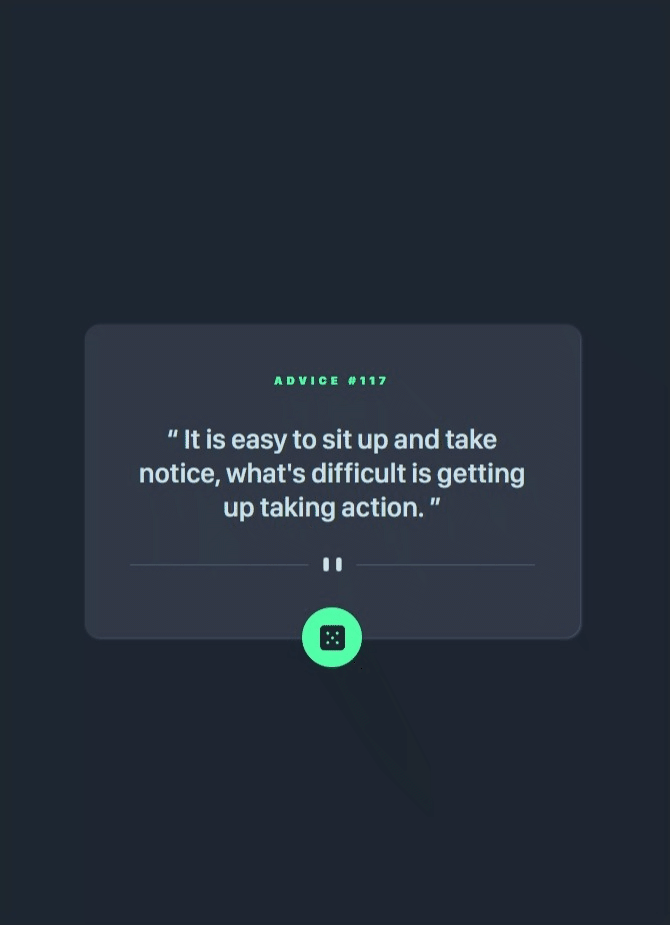 ADVICE #117
“ It is easy to sit up and take
notice, what's difficult is getting
up taking action. ”